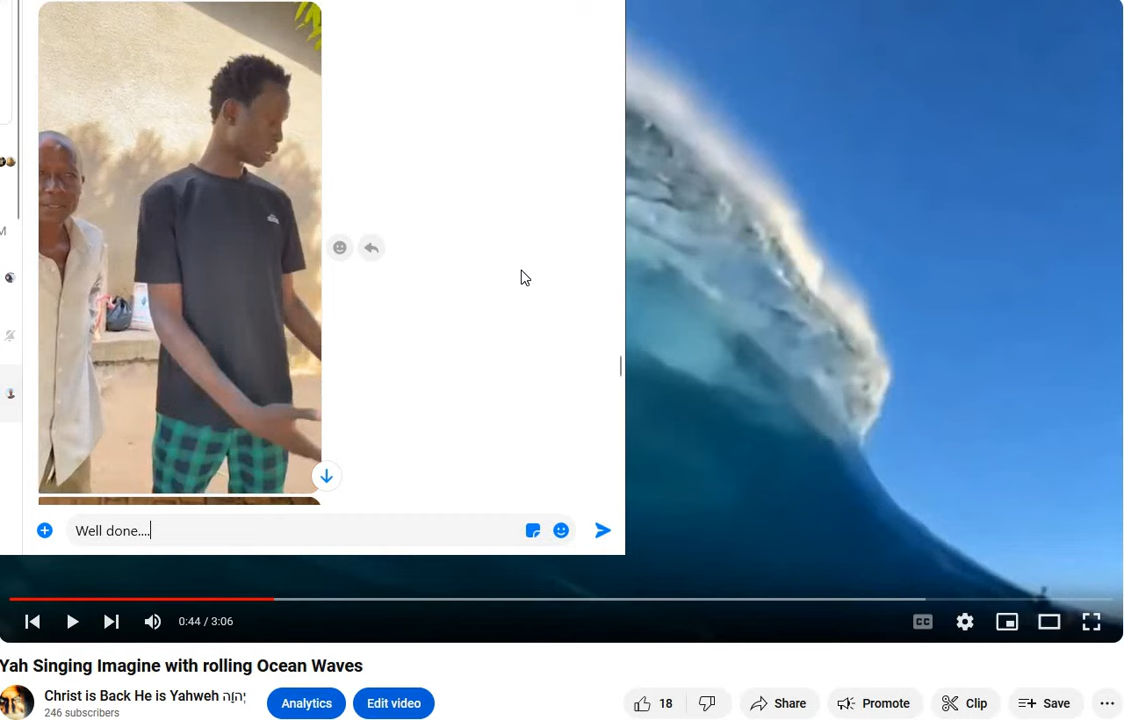 M
Well done....
CC
0:44 / 3:06
Yah Singing Imagine with rolling Ocean Waves
Christ is Back He is Yahweh יְהֹוָה
246 subscribers
Analytics
Edit video
18
Share
Promote
Clip
Save